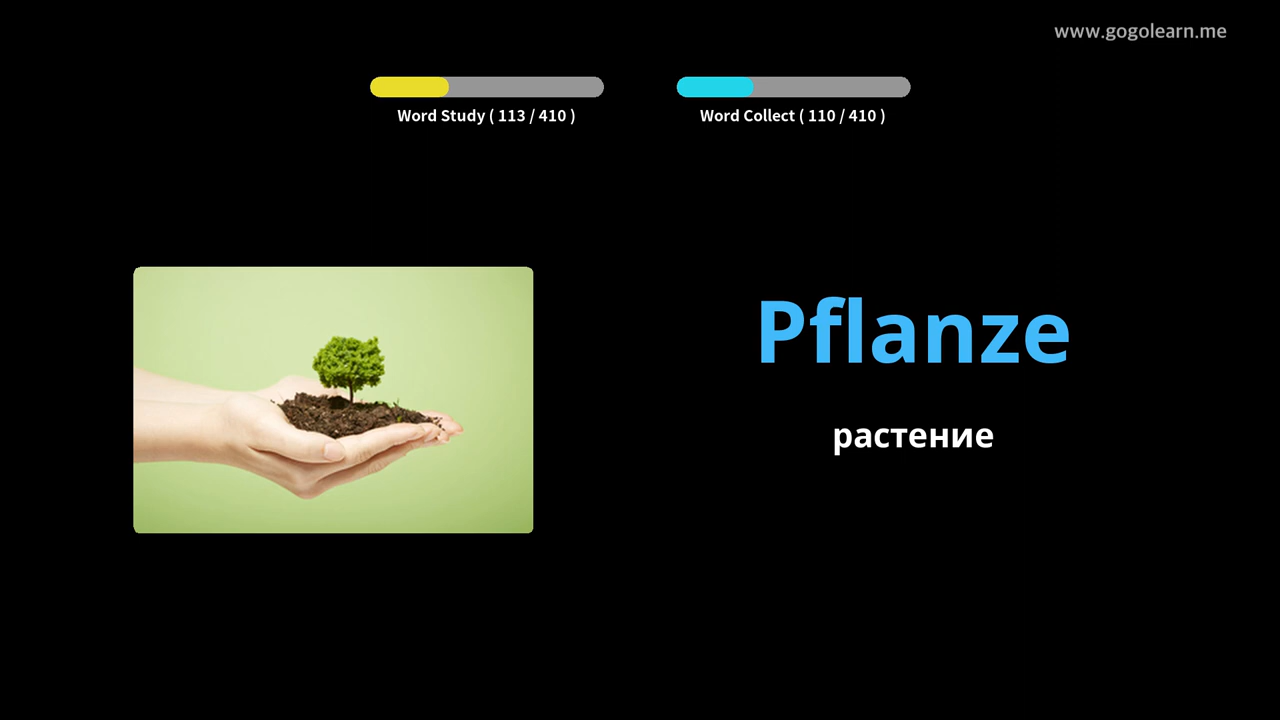 www.gogolearn.me
Word Study ( 113 / 410 )
Word Collect ( 110 / 410 )
Pflanze
растение